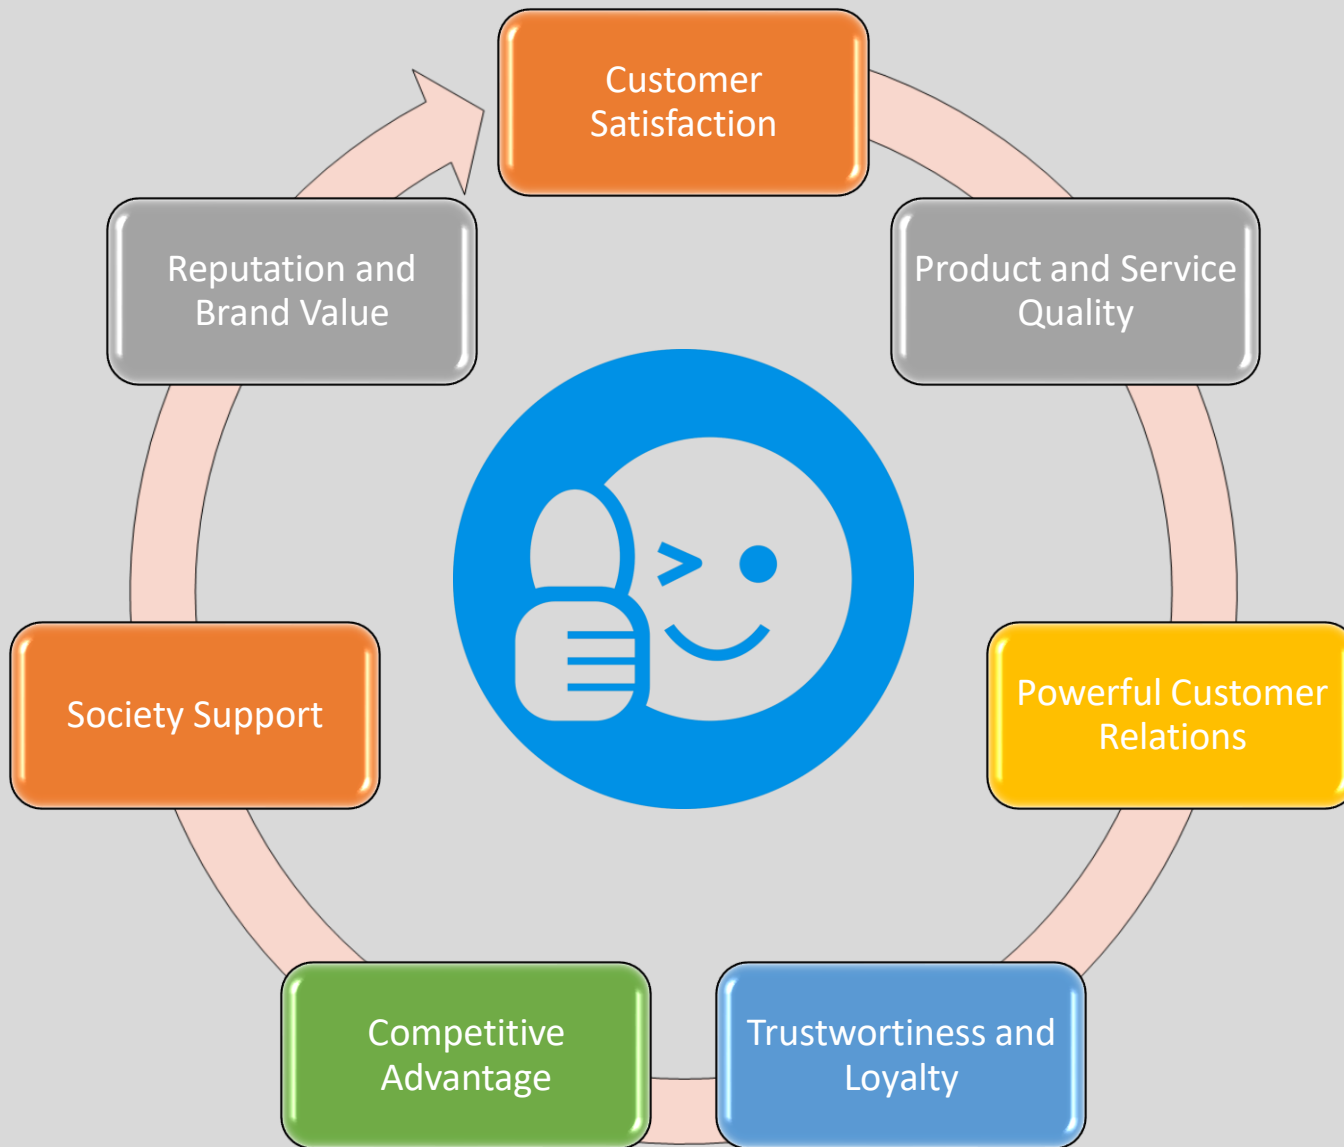 Customer
Satisfaction
Product and Service
Quality
Powerful Customer
Relations
Trustwortiness and
Loyalty
Competitive
Advantage
Society Support
Reputation and
Brand Value